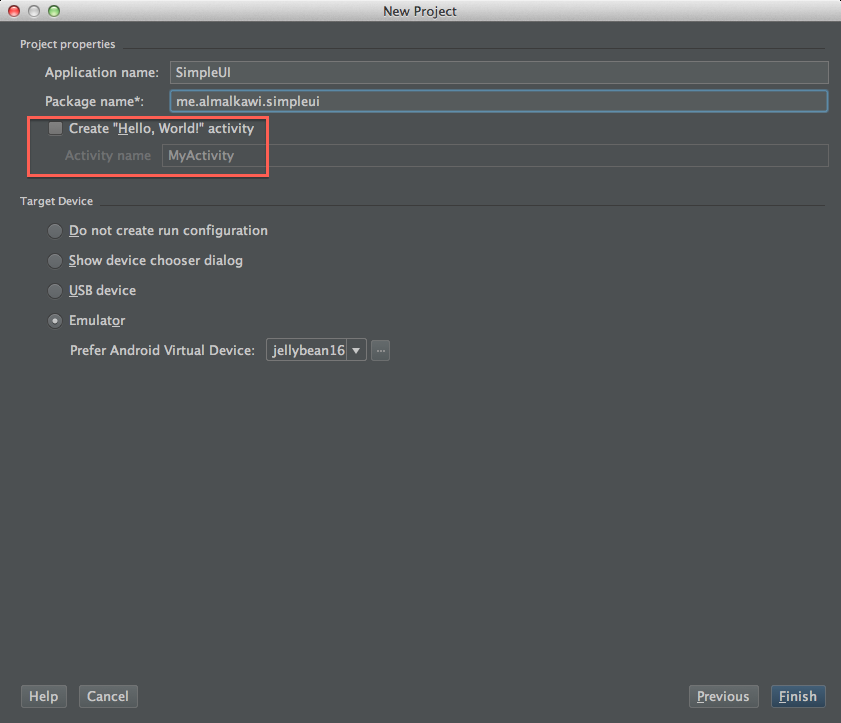 New Project
Project properties
Application name: SimpleUI
Package name*: me.almalkawi.simpleui
Create "Hello, World!" activity
Activity name MyActivity
Target Device
Do not create run configuration
Show device chooser dialog
USB device
Emulator
Prefer Android Virtual Device: jellybean16 ...
Help Cancel Previous Finish